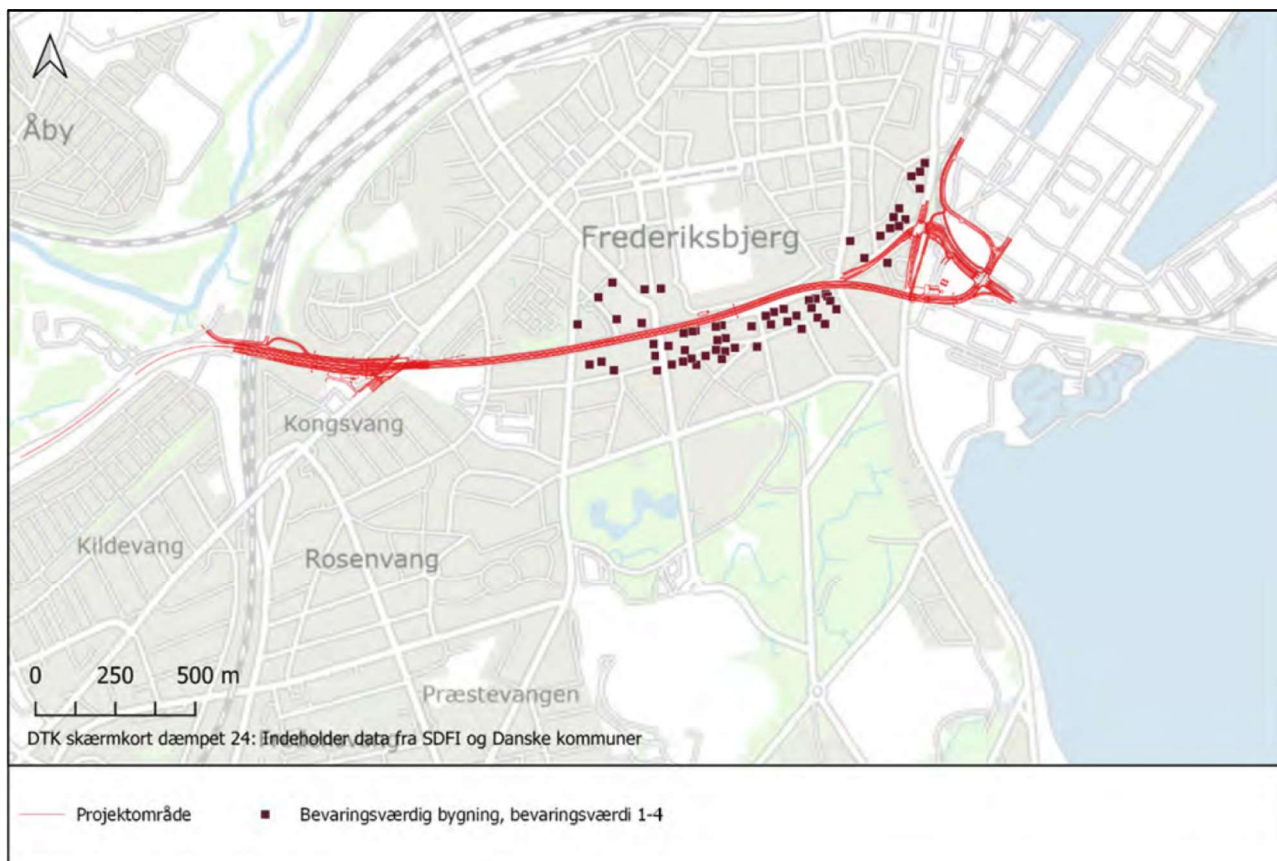 Åby
Frederiksbjerg
Kongsvang
Kildevang
Rosenvang
Præstevangen
0 250 500 m
DTK skærmkort dæmpet 24: Indeholder data fra SDFI og Danske kommuner
Projektområde
Bevaringsværdig bygning, bevaringsværdi 1-4